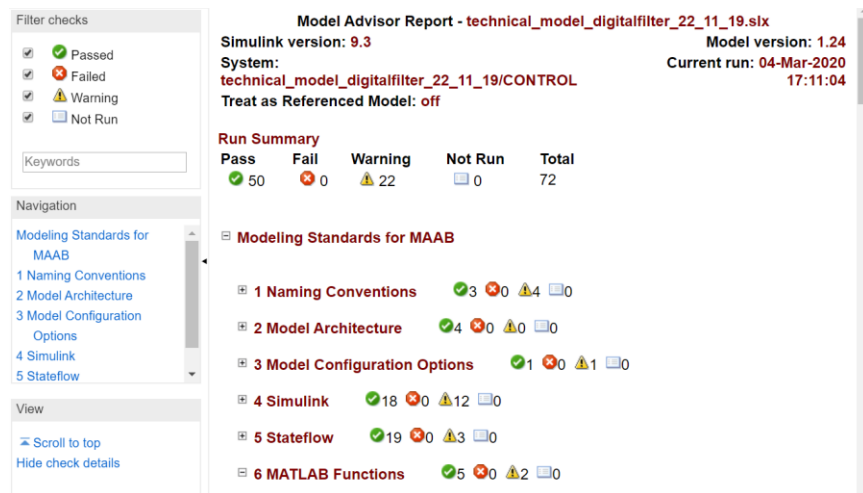 Filter checks
Passed
Failed
Warning
Not Run
Keywords
Navigation
Modeling Standards for
MAAB
1 Naming Conventions
2 Model Architecture
3 Model Configuration
Options
4 Simulink
5 Stateflow
View
Scroll to top
Hide check details
Model Advisor Report - technical_model_digitalfilter_22_11_19.slx
Simulink version: 9.3 Model version: 1.24
System: Current run: 04-Mar-2020
technical_model_digitalfilter_22_11_19/CONTROL 17:11:04
Treat as Referenced Model: off
Run Summary
Pass Fail Warning Not Run Total
50 0 22 0 72
Modeling Standards for MAAB
1 Naming Conventions 3 0 4 0
2 Model Architecture 4 0 0 0
3 Model Configuration Options 1 0 1 0
4 Simulink 18 0 12 0
5 Stateflow 19 0 3 0
6 MATLAB Functions 5 0 2 0